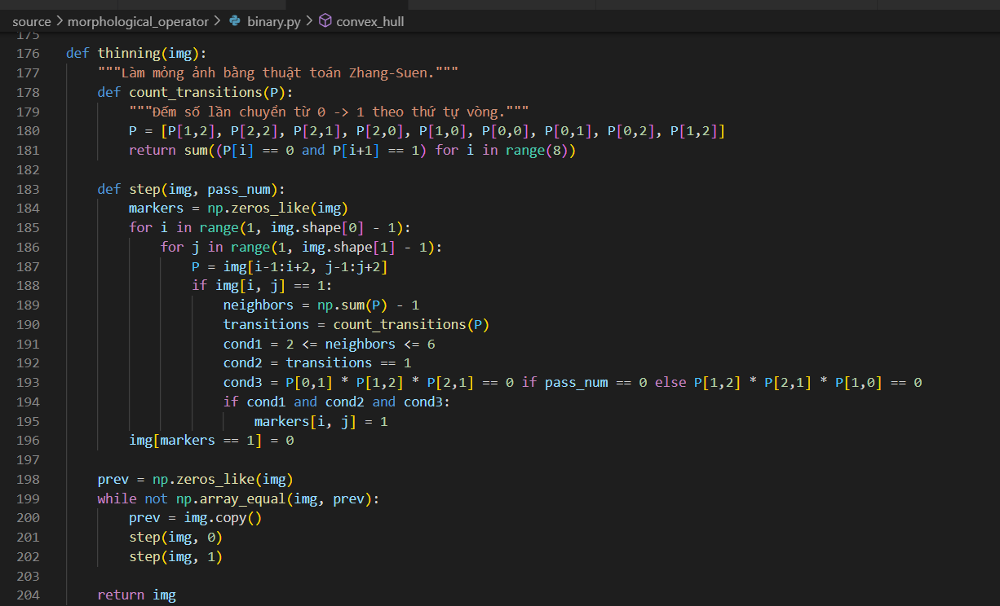 source > morphological_operator > binary.py > convex_hull
175
176 def thinning(img):
177     """Làm mỏng ảnh bằng thuật toán Zhang-Suen."""
178     def count_transitions(P):
179         """Đếm số lần chuyển từ 0 -> 1 theo thứ tự vòng."""
180         P = [P[1,2], P[2,2], P[2,1], P[2,0], P[1,0], P[0,0], P[0,1], P[0,2], P[1,2]]
181         return sum((P[i] == 0 and P[i+1] == 1) for i in range(8))
182
183     def step(img, pass_num):
184         markers = np.zeros_like(img)
185         for i in range(1, img.shape[0] - 1):
186             for j in range(1, img.shape[1] - 1):
187                 P = img[i-1:i+2, j-1:j+2]
188                 if img[i, j] == 1:
189                     neighbors = np.sum(P) - 1
190                     transitions = count_transitions(P)
191                     cond1 = 2 <= neighbors <= 6
192                     cond2 = transitions == 1
193                     cond3 = P[0,1] * P[1,2] * P[2,1] == 0 if pass_num == 0 else P[1,2] * P[2,1] * P[1,0] == 0
194                     if cond1 and cond2 and cond3:
195                         markers[i, j] = 1
196         img[markers == 1] = 0
197
198     prev = np.zeros_like(img)
199     while not np.array_equal(img, prev):
200         prev = img.copy()
201         step(img, 0)
202         step(img, 1)
203
204     return img